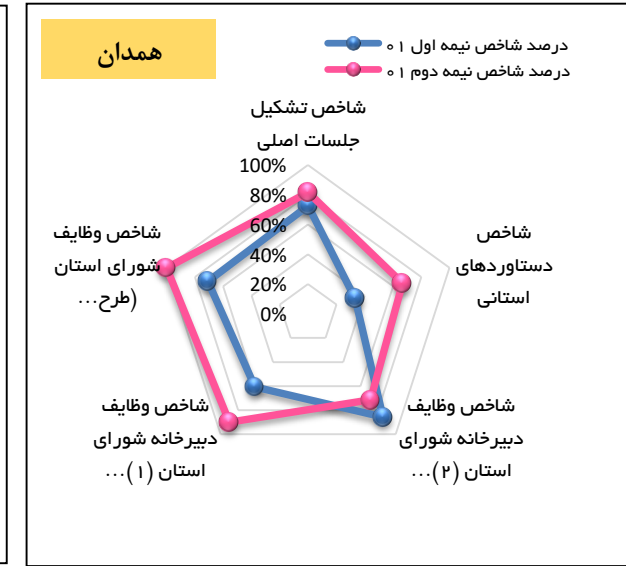 همدان
درصد شاخص نیمه اول ۰۱
درصد شاخص نیمه دوم ۰۱
شاخص تشکیل
جلسات اصلی
100%
80%
60%
40%
20%
0%
شاخص
دستاوردهای
استانی
شاخص وظایف
دبیرخانه شورای
استان (۲)...
شاخص وظایف
دبیرخانه شورای
استان (۱)...
شاخص وظایف
شورای استان
(طرح...